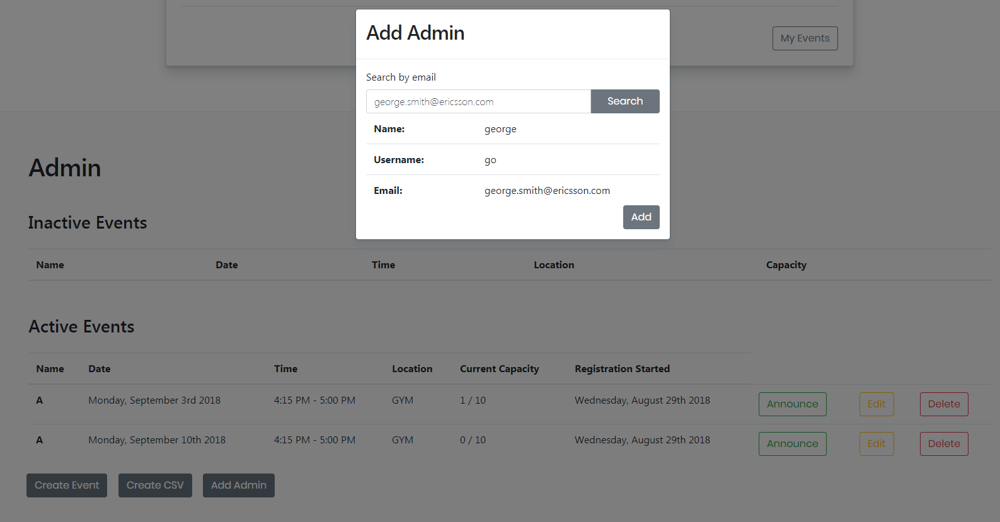 Add Admin
My Events
Search by email
george.smith@ericsson.com Search
Name: george
Username: go
Email: george.smith@ericsson.com
Add
Admin
Inactive Events
Name Date Time Location Capacity
Active Events
Name Date Time Location Current Capacity Registration Started
A Monday, September 3rd 2018 4:15 PM - 5:00 PM GYM 1 / 10 Wednesday, August 29th 2018 Announce Edit Delete
A Monday, September 10th 2018 4:15 PM - 5:00 PM GYM 0 / 10 Wednesday, August 29th 2018 Announce Edit Delete
Create Event Create CSV Add Admin